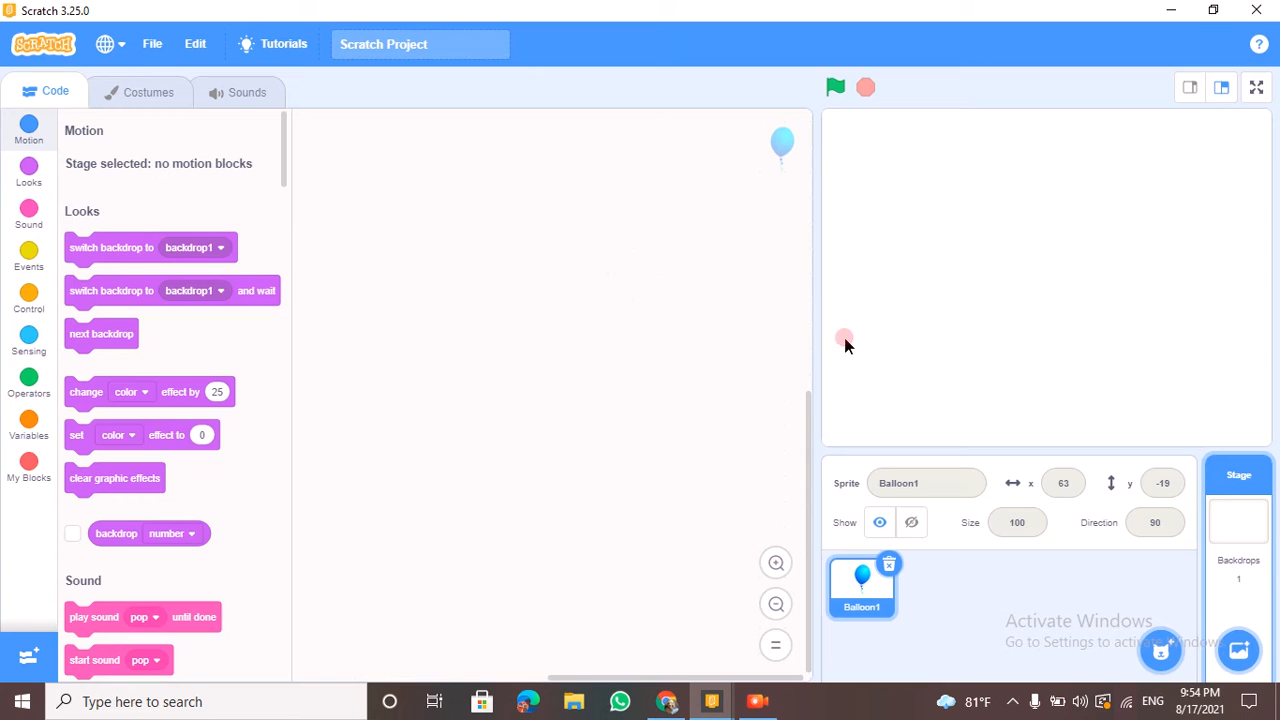 Scratch 3.25.0
SCRATCH File Edit Tutorials Scratch Project ?
Code Costumes Sounds
Motion
Looks
Sound
Events
Control
Sensing
Operators
Variables
My Blocks
Motion
Stage selected: no motion blocks
Looks
switch backdrop to backdrop1
switch backdrop to backdrop1 and wait
next backdrop
change color effect by 25
set color effect to 0
clear graphic effects
backdrop number
Sound
play sound pop until done
start sound pop
Sprite Balloon1 x 63 y -19
Show Size 100 Direction 90
Balloon1
Stage
Backdrops
1
Activate Windows
Go to Settings to activate Windows.
Type here to search
81°F ENG 9:54 PM
8/17/2021